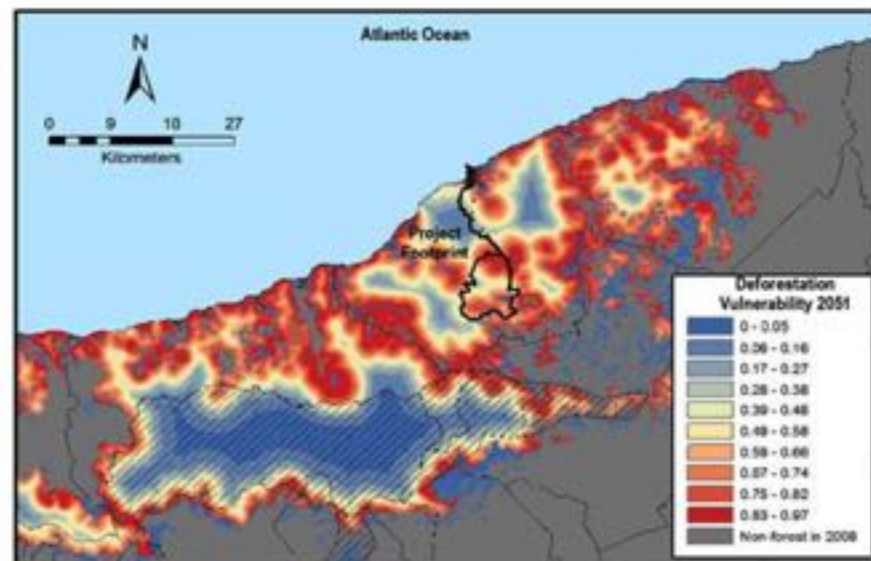 Atlantic Ocean
N
0 9 18 27
Kilometers
Project
Footprint
Deforestation
Vulnerability 2051
0 - 0.05
0.06 - 0.16
0.17 - 0.27
0.28 - 0.38
0.39 - 0.48
0.49 - 0.58
0.59 - 0.66
0.67 - 0.74
0.75 - 0.82
0.83 - 0.97
Non-forest in 2008